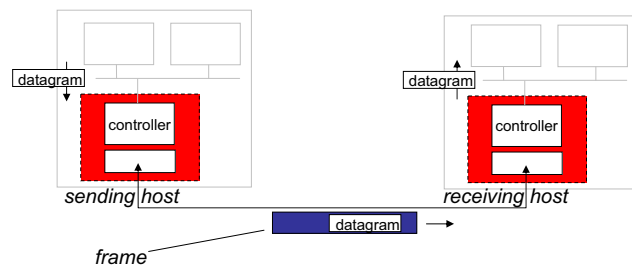 datagram
controller
sending host
datagram
controller
receiving host
datagram
frame